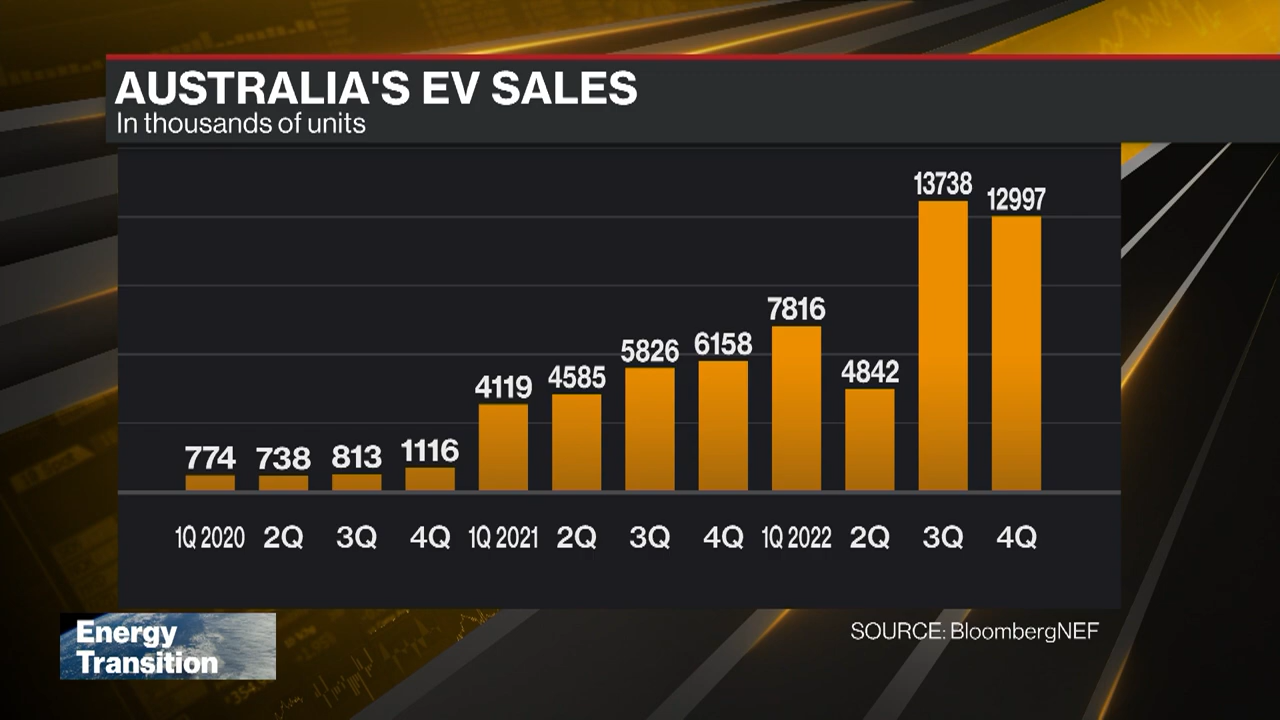 AUSTRALIA'S EV SALES
In thousands of units
774 738 813 1116 4119 4585 5826 6158 7816 4842 13738 12997
1Q 2020 2Q 3Q 4Q 1Q 2021 2Q 3Q 4Q 1Q 2022 2Q 3Q 4Q
Energy
Transition
SOURCE: BloombergNEF